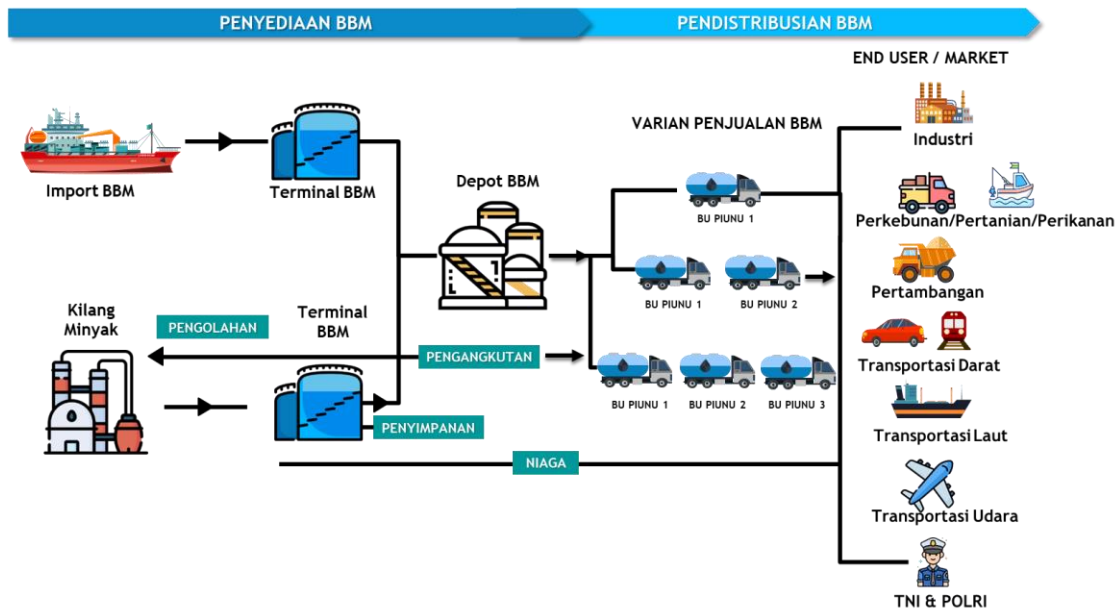 PENYEDIAAN BBM
PENDISTRIBUSIAN BBM
END USER / MARKET
Import BBM
Terminal BBM
Depot BBM
VARIAN PENJUALAN BBM
BU PIUNU 1
BU PIUNU 1
BU PIUNU 2
BU PIUNU 1
BU PIUNU 2
BU PIUNU 3
Kilang
Minyak
PENGOLAHAN
Terminal
BBM
PENGANGKUTAN
PENYIMPANAN
NIAGA
Industri
Perkebunan/Pertanian/Perikanan
Pertambangan
Transportasi Darat
Transportasi Laut
Transportasi Udara
TNI & POLRI